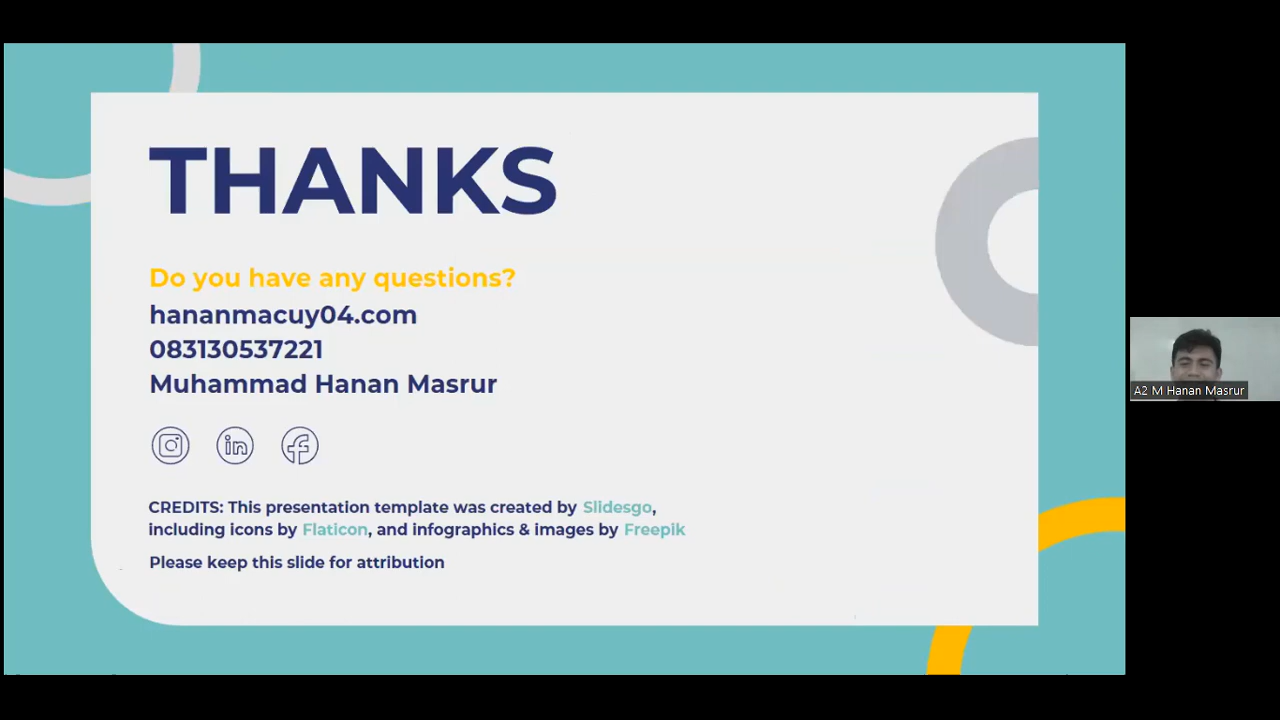 THANKS
Do you have any questions?
hananmacuy04.com
083130537221
Muhammad Hanan Masrur
in
CREDITS: This presentation template was created by Slidesgo,
including icons by Flaticon, and infographics & images by Freepik
Please keep this slide for attribution
A2 M Hanan Masrur